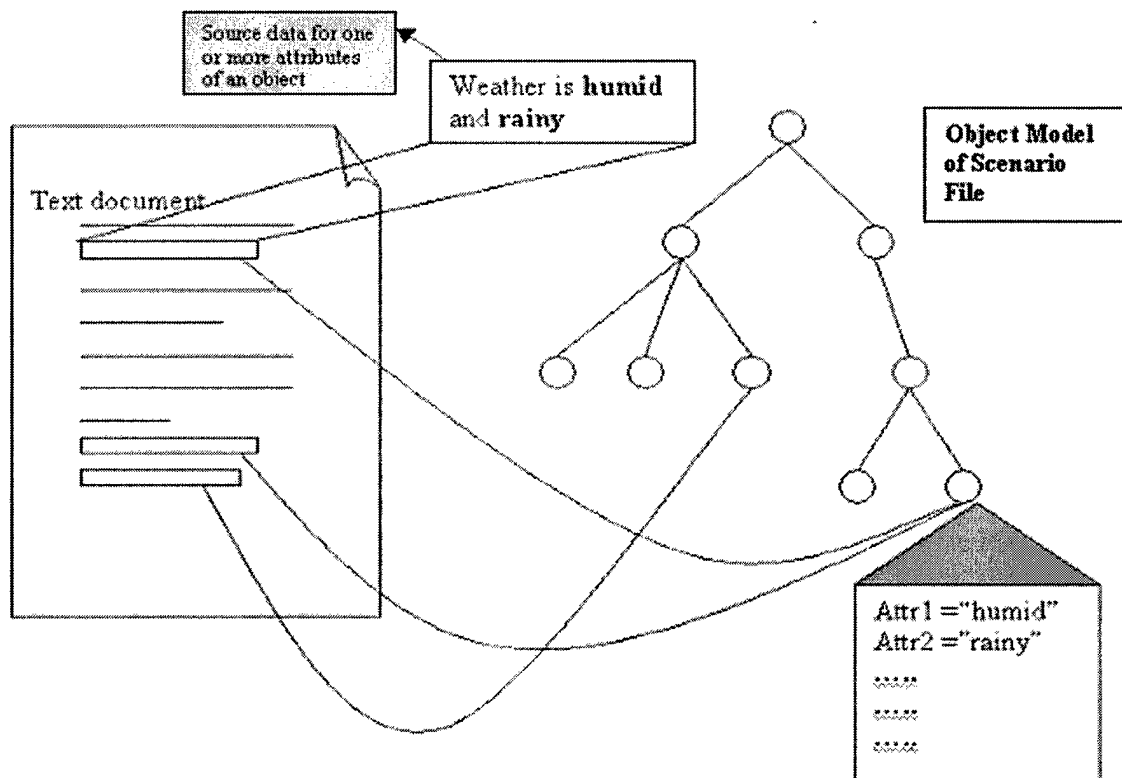 Source data for one
or more attributes
of an object
Weather is humid
and rainy
Object Model
of Scenario
File
Text document
Attr1 ="humid"
Attr2 ="rainy"
.....
.....
.....